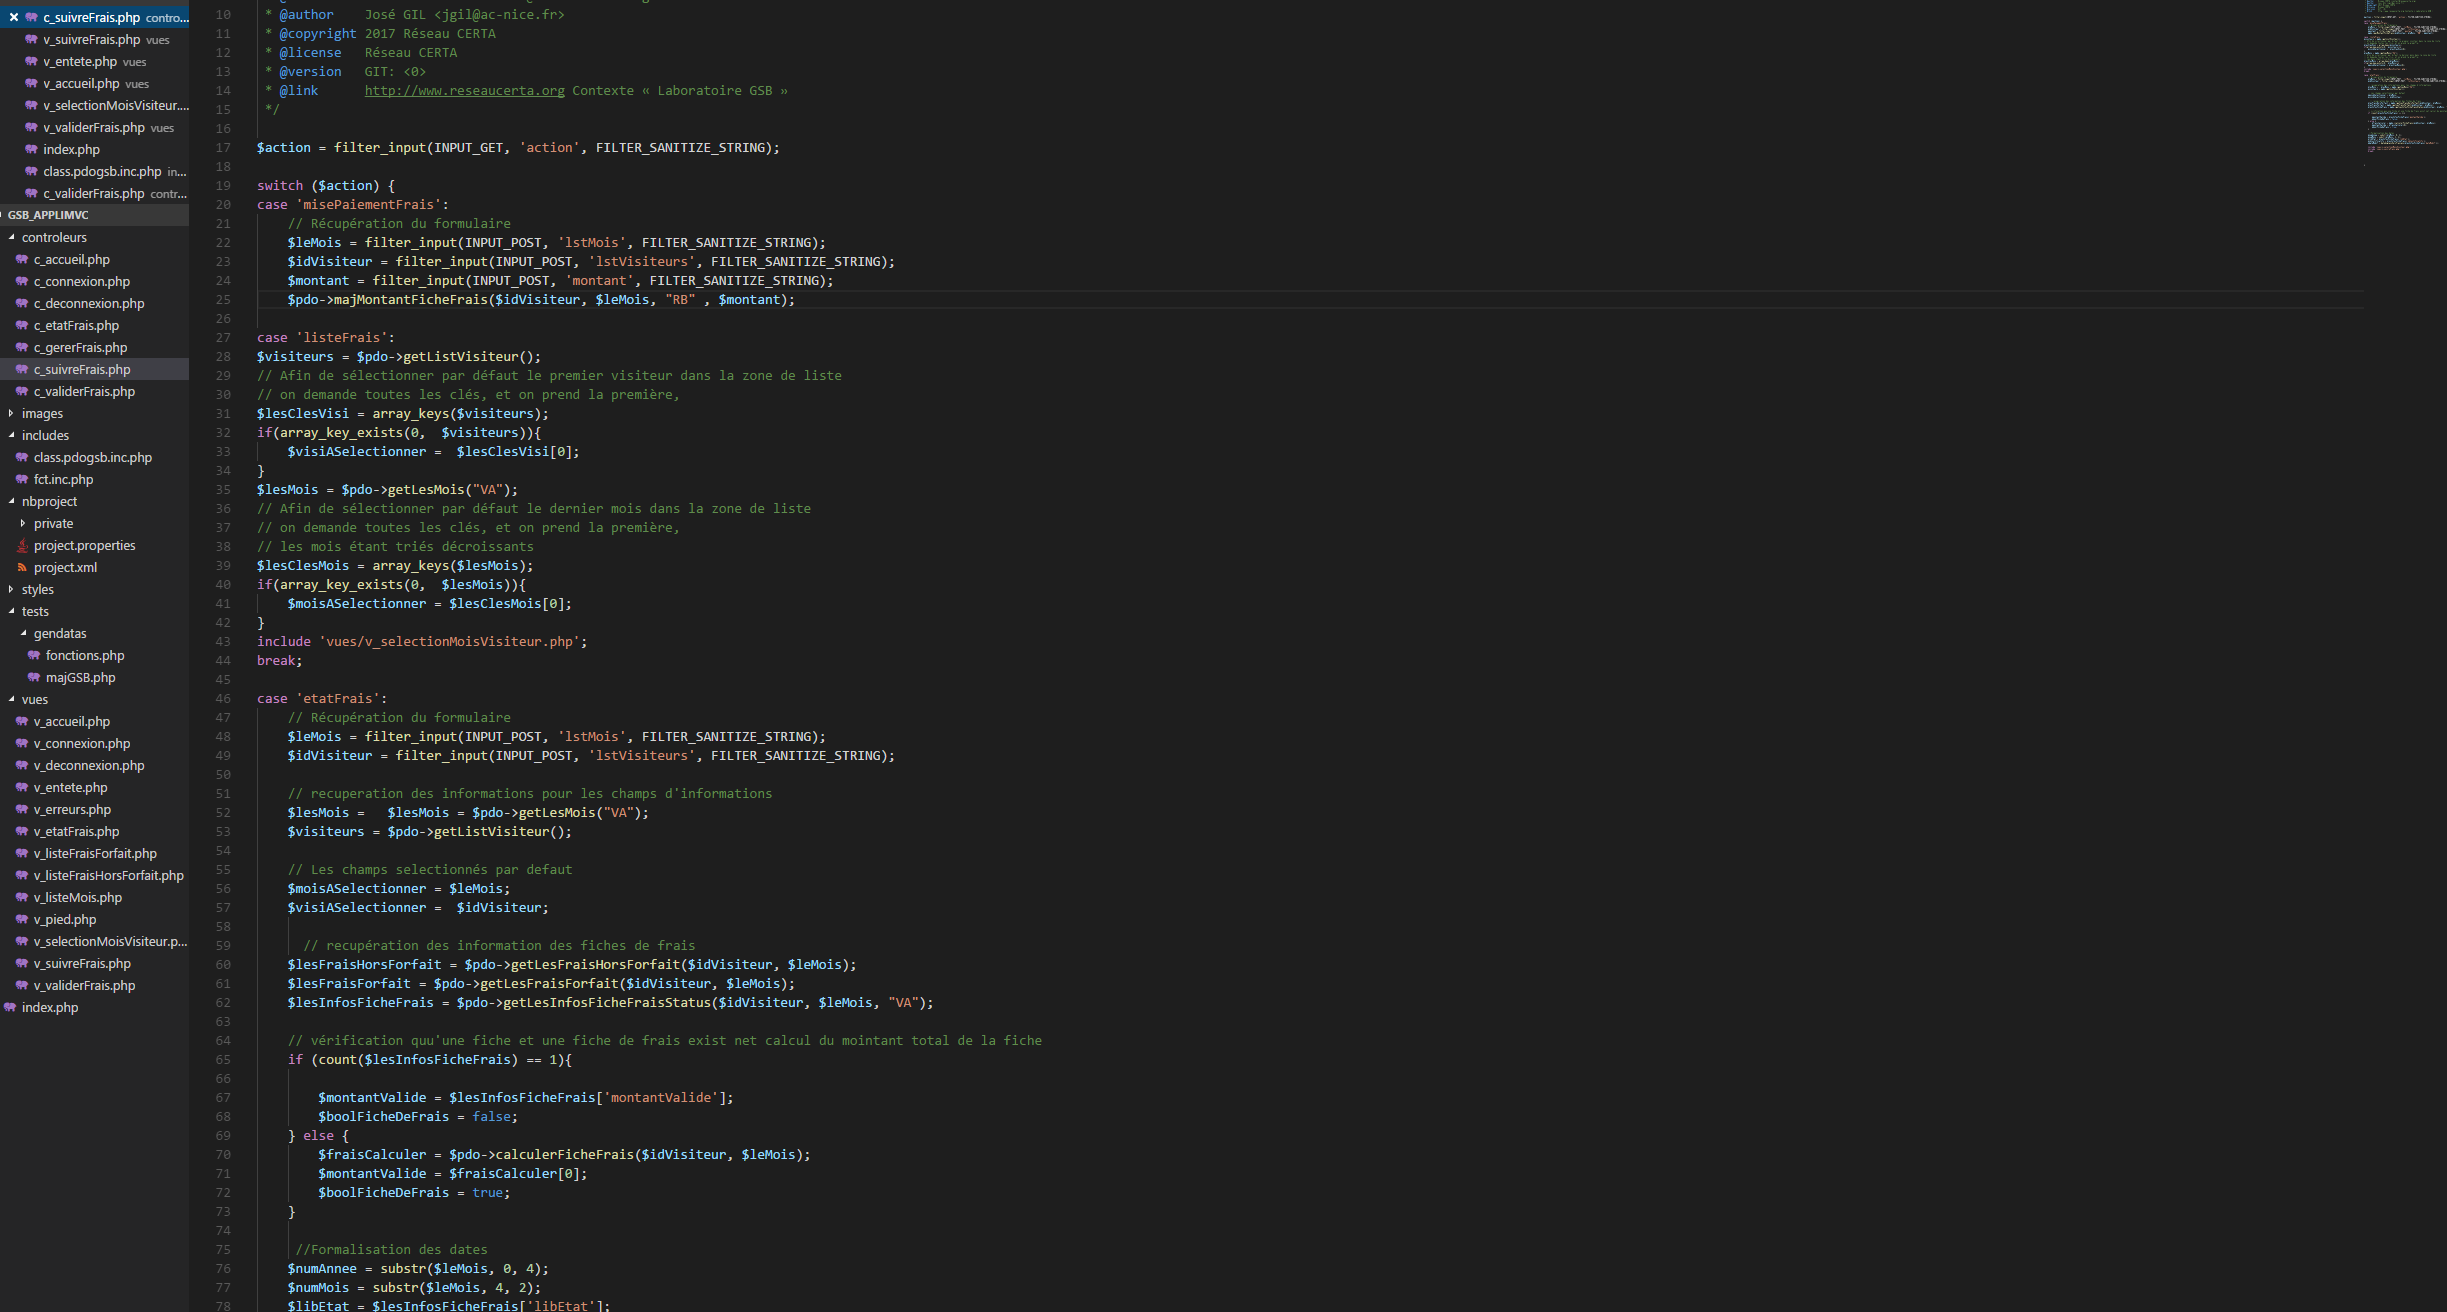 c_suivreFrais.php contro...
v_suivreFrais.php vues
v_entete.php vues
v_accueil.php vues
v_selectionMoisVisiteur....
v_validerFrais.php vues
index.php
class.pdogsb.inc.php in...
c_validerFrais.php contr...
GSB_APPLIMVC
controleurs
c_accueil.php
c_connexion.php
c_deconnexion.php
c_etatFrais.php
c_gererFrais.php
c_suivreFrais.php
c_validerFrais.php
images
includes
class.pdogsb.inc.php
fct.inc.php
nbproject
private
project.properties
project.xml
styles
tests
gendatas
fonctions.php
majGSB.php
vues
v_accueil.php
v_connexion.php
v_deconnexion.php
v_entete.php
v_erreurs.php
v_etatFrais.php
v_listeFraisForfait.php
v_listeFraisHorsForfait.php
v_listeMois.php
v_pied.php
v_selectionMoisVisiteur.p...
v_suivreFrais.php
v_validerFrais.php
index.php
10 * @author    José GIL <jgil@ac-nice.fr>
11 * @copyright 2017 Réseau CERTA
12 * @license   Réseau CERTA
13 * @version   GIT: <0>
14 * @link      http://www.reseaucerta.org Contexte « Laboratoire GSB »
15 */
16
17 $action = filter_input(INPUT_GET, 'action', FILTER_SANITIZE_STRING);
18
19 switch ($action) {
20 case 'misePaiementFrais':
21     // Récupération du formulaire
22     $leMois = filter_input(INPUT_POST, 'lstMois', FILTER_SANITIZE_STRING);
23     $idVisiteur = filter_input(INPUT_POST, 'lstVisiteurs', FILTER_SANITIZE_STRING);
24     $montant = filter_input(INPUT_POST, 'montant', FILTER_SANITIZE_STRING);
25     $pdo->majMontantFicheFrais($idVisiteur, $leMois, "RB" , $montant);
26
27 case 'listeFrais':
28 $visiteurs = $pdo->getListVisiteur();
29 // Afin de sélectionner par défaut le premier visiteur dans la zone de liste
30 // on demande toutes les clés, et on prend la première,
31 $lesClesVisi = array_keys($visiteurs);
32 if(array_key_exists(0,  $visiteurs)){
33     $visiASelectionner =  $lesClesVisi[0];
34 }
35 $lesMois = $pdo->getLesMois("VA");
36 // Afin de sélectionner par défaut le dernier mois dans la zone de liste
37 // on demande toutes les clés, et on prend la première,
38 // les mois étant triés décroissants
39 $lesClesMois = array_keys($lesMois);
40 if(array_key_exists(0,  $lesMois)){
41     $moisASelectionner = $lesClesMois[0];
42 }
43 include 'vues/v_selectionMoisVisiteur.php';
44 break;
45
46 case 'etatFrais':
47     // Récupération du formulaire
48     $leMois = filter_input(INPUT_POST, 'lstMois', FILTER_SANITIZE_STRING);
49     $idVisiteur = filter_input(INPUT_POST, 'lstVisiteurs', FILTER_SANITIZE_STRING);
50
51     // recuperation des informations pour les champs d'informations
52     $lesMois =   $lesMois = $pdo->getLesMois("VA");
53     $visiteurs = $pdo->getListVisiteur();
54
55     // Les champs selectionnés par defaut
56     $moisASelectionner = $leMois;
57     $visiASelectionner =  $idVisiteur;
58
59       // recupération des information des fiches de frais
60     $lesFraisHorsForfait = $pdo->getLesFraisHorsForfait($idVisiteur, $leMois);
61     $lesFraisForfait = $pdo->getLesFraisForfait($idVisiteur, $leMois);
62     $lesInfosFicheFrais = $pdo->getLesInfosFicheFraisStatus($idVisiteur, $leMois, "VA");
63
64     // vérification quu'une fiche et une fiche de frais exist net calcul du mointant total de la fiche
65     if (count($lesInfosFicheFrais) == 1){
66
67         $montantValide = $lesInfosFicheFrais['montantValide'];
68         $boolFicheDeFrais = false;
69     } else {
70         $fraisCalculer = $pdo->calculerFicheFrais($idVisiteur, $leMois);
71         $montantValide = $fraisCalculer[0];
72         $boolFicheDeFrais = true;
73     }
74
75      //Formalisation des dates
76     $numAnnee = substr($leMois, 0, 4);
77     $numMois = substr($leMois, 4, 2);
78     $libEtat = $lesInfosFicheFrais['libEtat'];